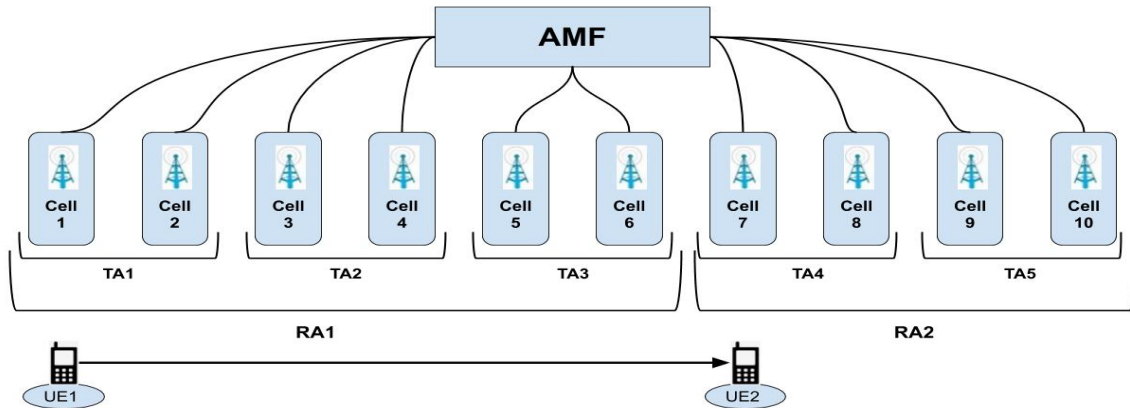 AMF
Cell
1
Cell
2
Cell
3
Cell
4
Cell
5
Cell
6
Cell
7
Cell
8
Cell
9
Cell
10
TA1
TA2
TA3
TA4
TA5
RA1
RA2
UE1
UE2